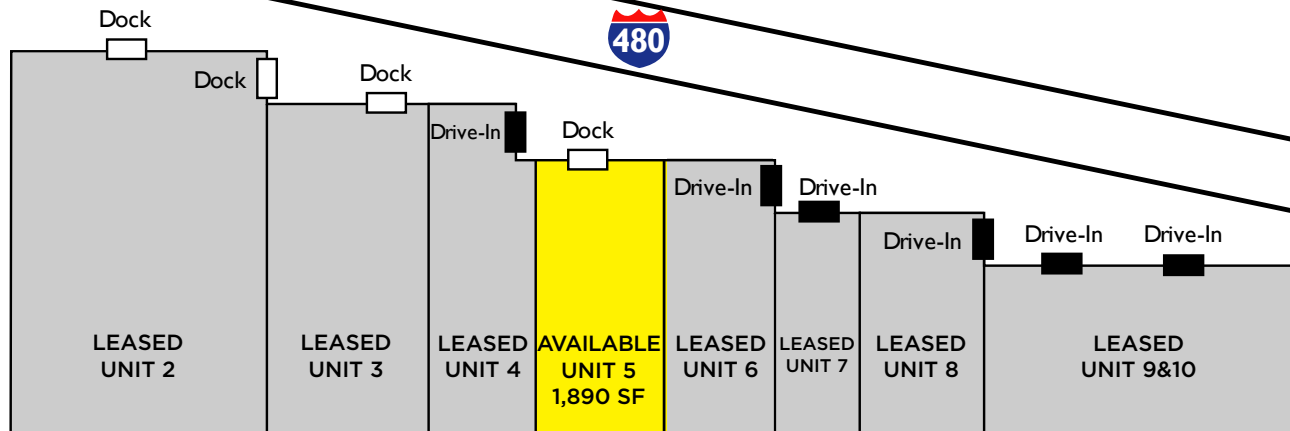 Dock
480
Dock
Dock
Drive-In
Dock
Drive-In
Drive-In
Drive-In
Drive-In
Drive-In
LEASED
UNIT 2
LEASED
UNIT 3
LEASED
UNIT 4
AVAILABLE
UNIT 5
1,890 SF
LEASED
UNIT 6
LEASED
UNIT 7
LEASED
UNIT 8
LEASED
UNIT 9&10